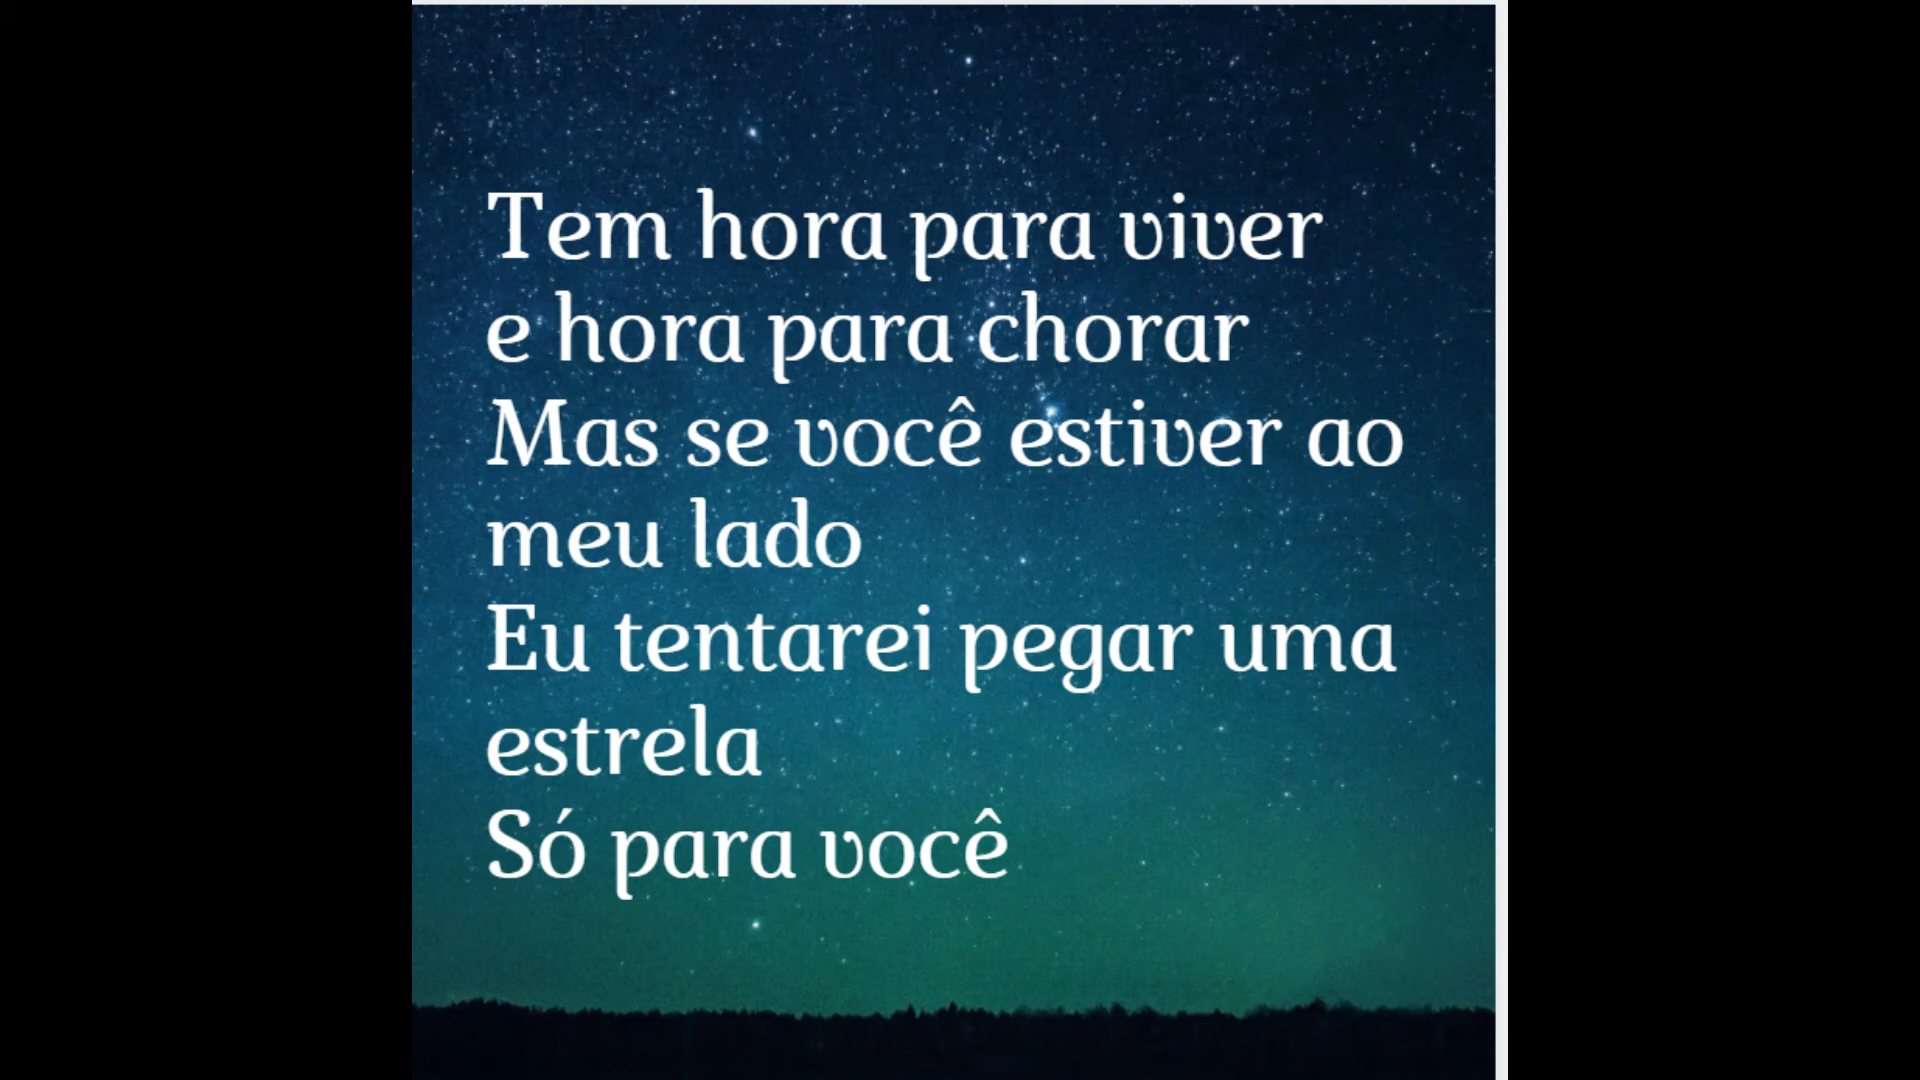 Tem hora para viver
e hora para chorar
Mas se você estiver ao
meu lado
Eu tentarei pegar uma
estrela
Só para você